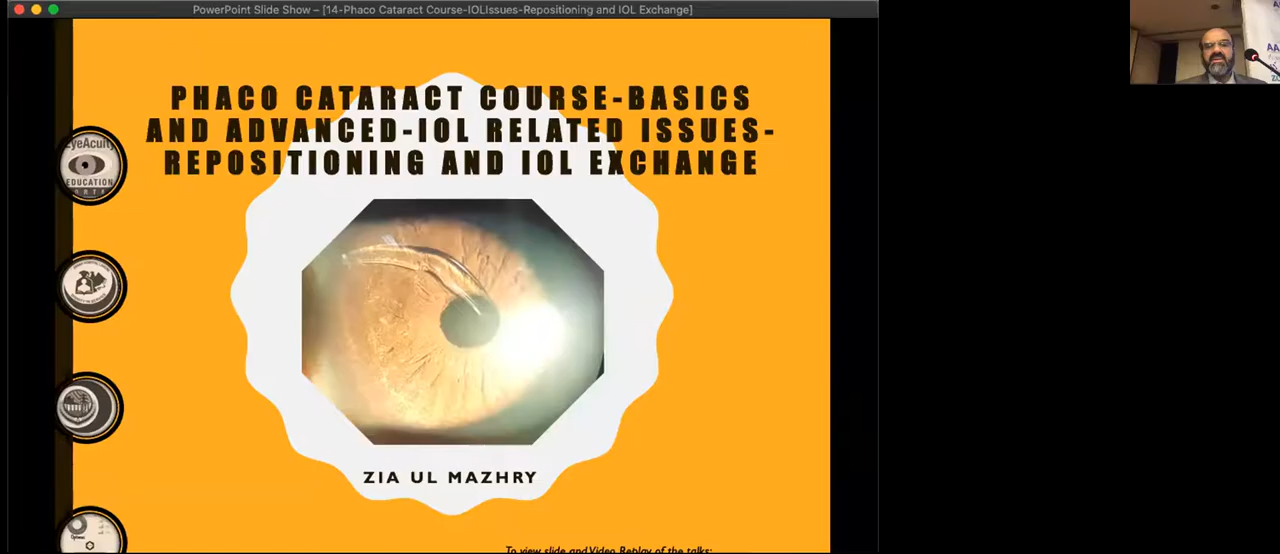 PowerPoint Slide Show – [14-Phaco Cataract Course-IOLIssues-Repositioning and IOL Exchange]
PHACO CATARACT COURSE-BASICS
AND ADVANCED-IOL RELATED ISSUES-
REPOSITIONING AND IOL EXCHANGE
EyeAcuity
EDUCATION
ZIA UL MAZHRY
To view slide and Video Replay of the talks: